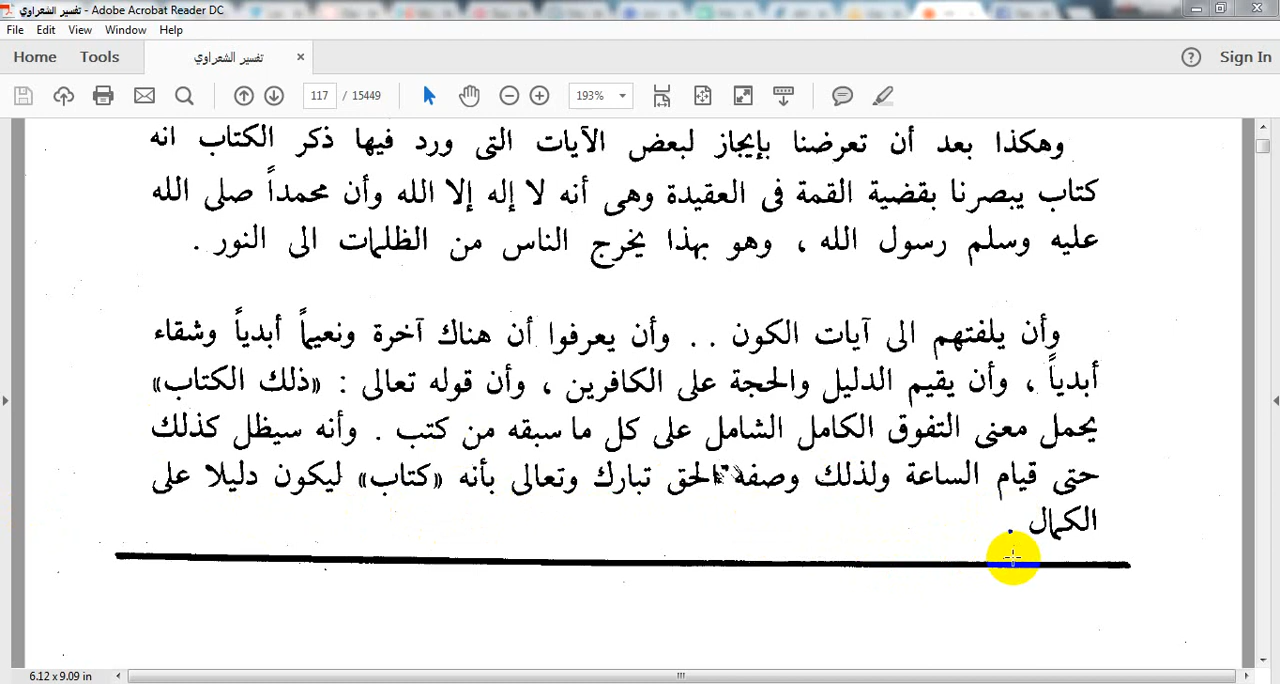 تفسير الشعراوي - Adobe Acrobat Reader DC
File Edit View Window Help
Home Tools تفسير الشعراوي × ? Sign In
117 / 15449 193%
وهكذا بعد أن تعرضنا بإيجاز لبعض الآيات التى ورد فيها ذكر الكتاب انه
كتاب يبصرنا بقضية القمة فى العقيدة وهى أنه لا إله إلا الله وأن محمداً صلى الله
عليه وسلم رسول الله ، وهو بهذا يخرج الناس من الظلمات الى النور .
وأن يلفتهم الى آيات الكون . . وأن يعرفوا أن هناك آخرة ونعيماً أبدياً وشقاء
أبدياً ، وأن يقيم الدليل والحجة على الكافرين ، وأن قوله تعالى : «ذلك الكتاب»
يحمل معنى التفوق الكامل الشامل على كل ما سبقه من كتب . وأنه سيظل كذلك
حتى قيام الساعة ولذلك وصفه الحق تبارك وتعالى بأنه «كتاب» ليكون دليلا على
الكمال .
6.12 x 9.09 in